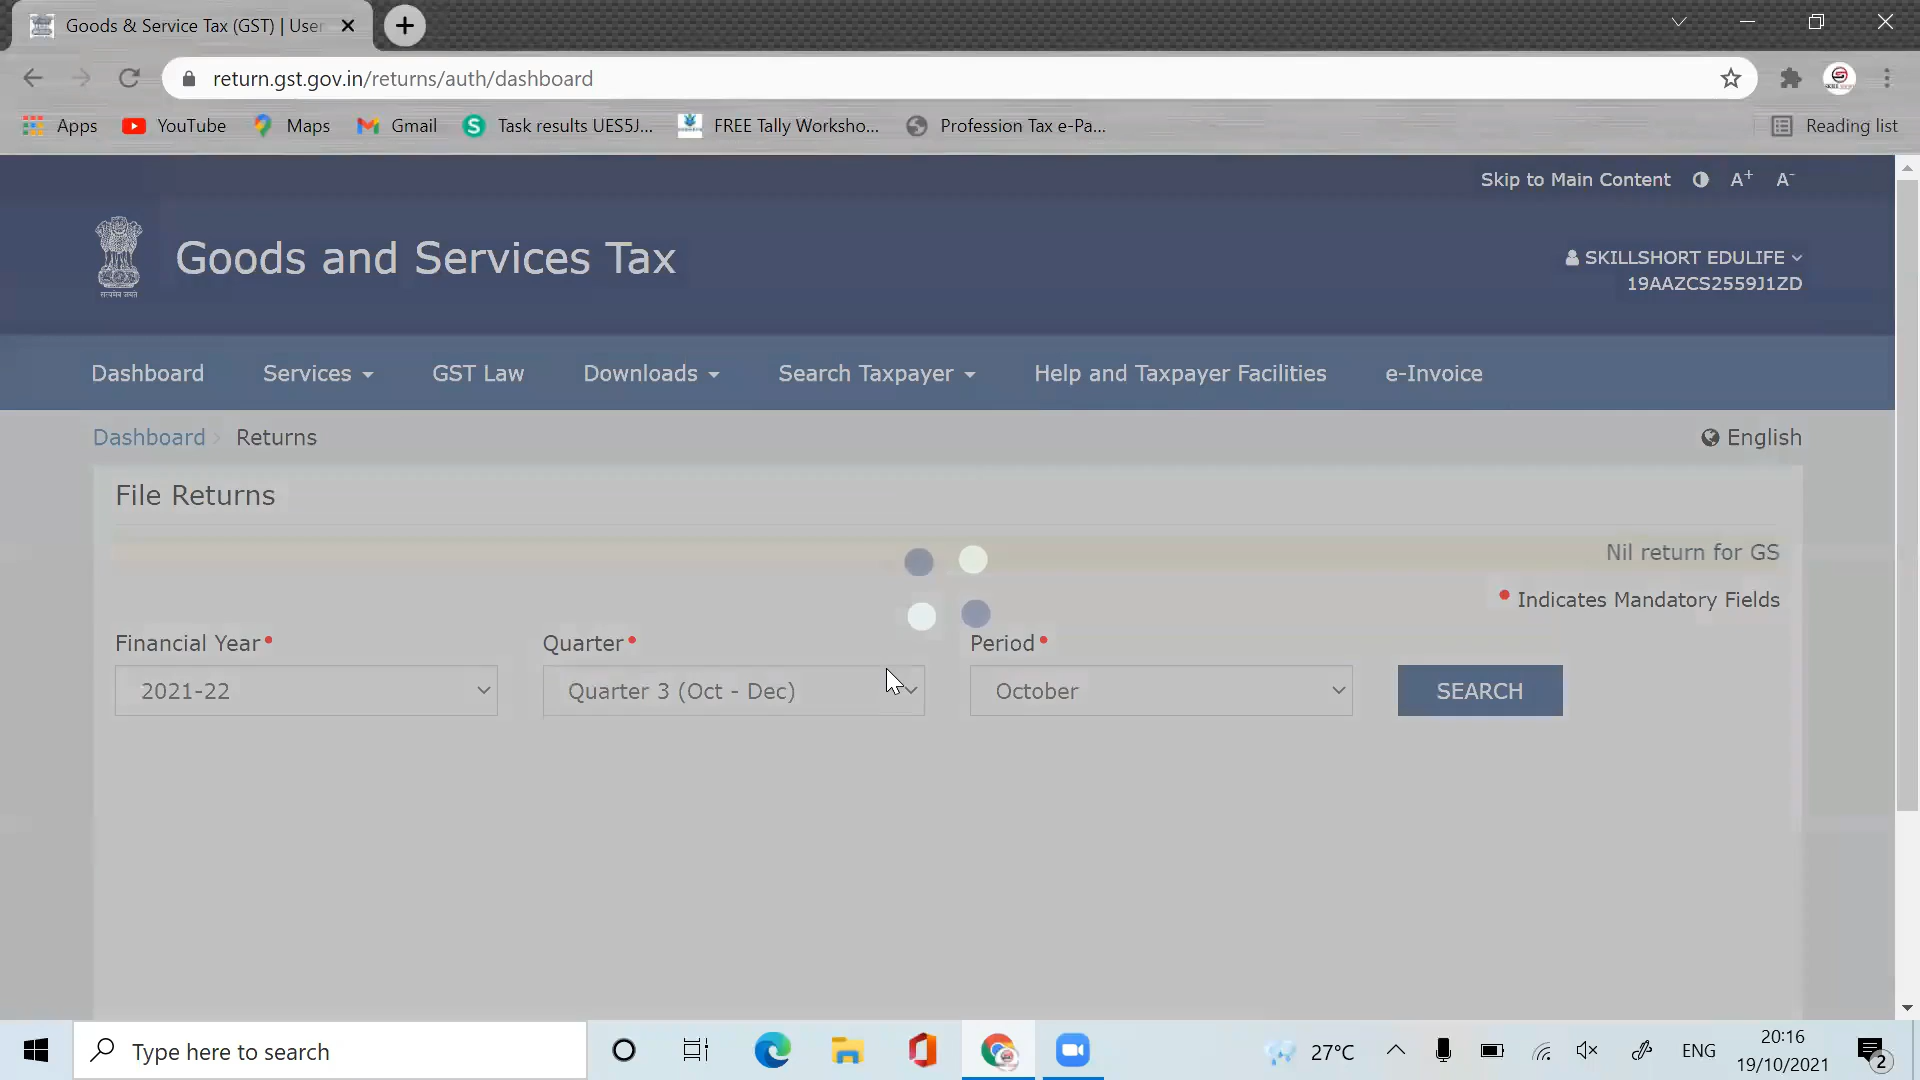 Goods & Service Tax (GST) | User
return.gst.gov.in/returns/auth/dashboard
Apps YouTube Maps Gmail Task results UES5J... FREE Tally Worksho... Profession Tax e-Pa... Reading list
Skip to Main Content A+ A-
Goods and Services Tax
सत्यमेव जयते
SKILLSHORT EDULIFE
19AAZCS2559J1ZD
Dashboard Services GST Law Downloads Search Taxpayer Help and Taxpayer Facilities e-Invoice
Dashboard > Returns English
File Returns
Nil return for GS
• Indicates Mandatory Fields
Financial Year• Quarter• Period•
2021-22 Quarter 3 (Oct - Dec) October SEARCH
Type here to search 27°C ENG 20:16
19/10/2021 2